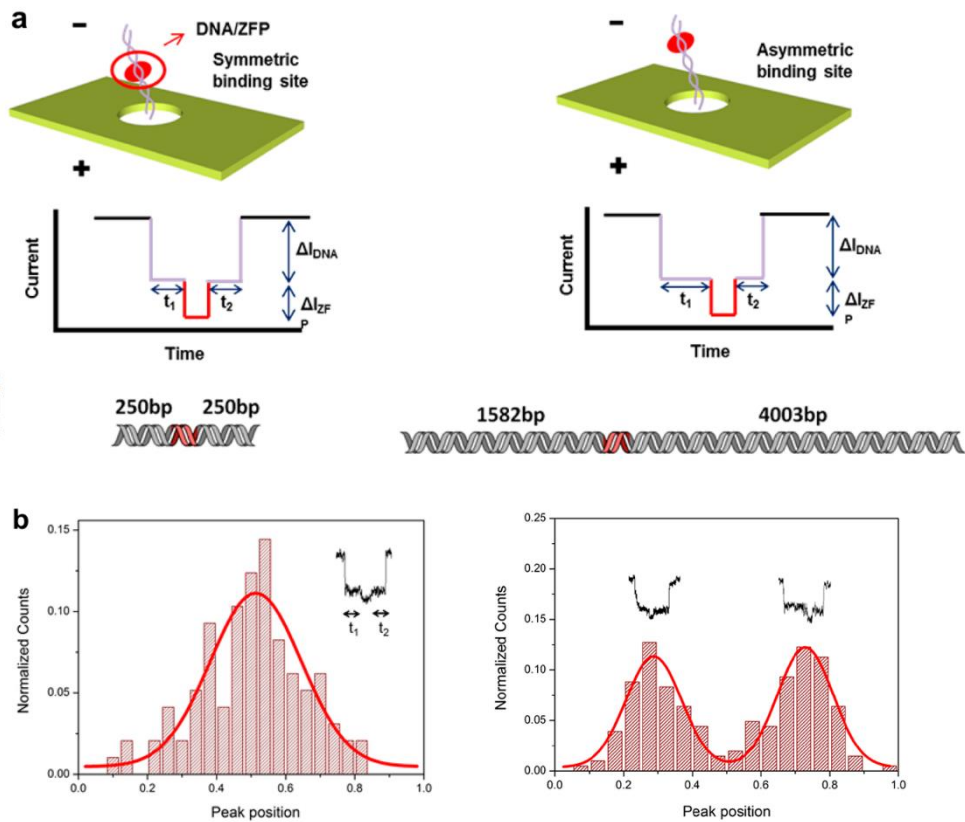 a
−
DNA/ZFP
Symmetric
binding site
+
Current
ΔI_DNA
t₁
t₂
ΔI_ZF
P
Time
−
Asymmetric
binding site
+
Current
ΔI_DNA
t₁
t₂
ΔI_ZF
P
Time
250bp 250bp
1582bp 4003bp
b
Normalized Counts
0.15
0.10
0.05
0.00
t₁ t₂
0.0 0.2 0.4 0.6 0.8 1.0
Peak position
Normalized Counts
0.25
0.20
0.15
0.10
0.05
0.00
0.0 0.2 0.4 0.6 0.8 1.0
Peak position